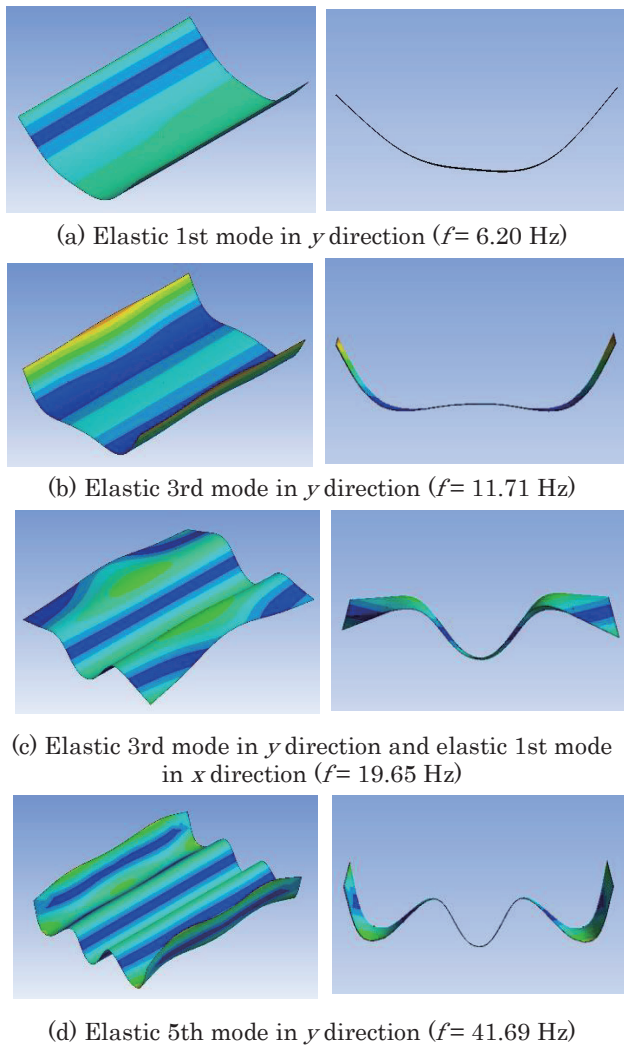 (a) Elastic 1st mode in y direction (f = 6.20 Hz)
(b) Elastic 3rd mode in y direction (f = 11.71 Hz)
(c) Elastic 3rd mode in y direction and elastic 1st mode
in x direction (f = 19.65 Hz)
(d) Elastic 5th mode in y direction (f = 41.69 Hz)